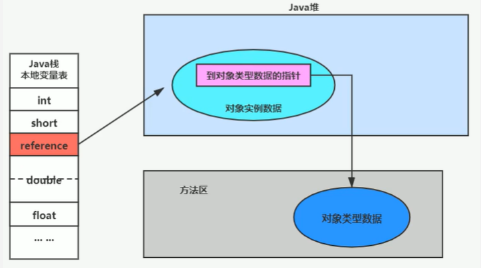 Java堆
Java栈
本地变量表
int
short
reference
double
float
... ...
到对象类型数据的指针
对象实例数据
方法区
对象类型数据